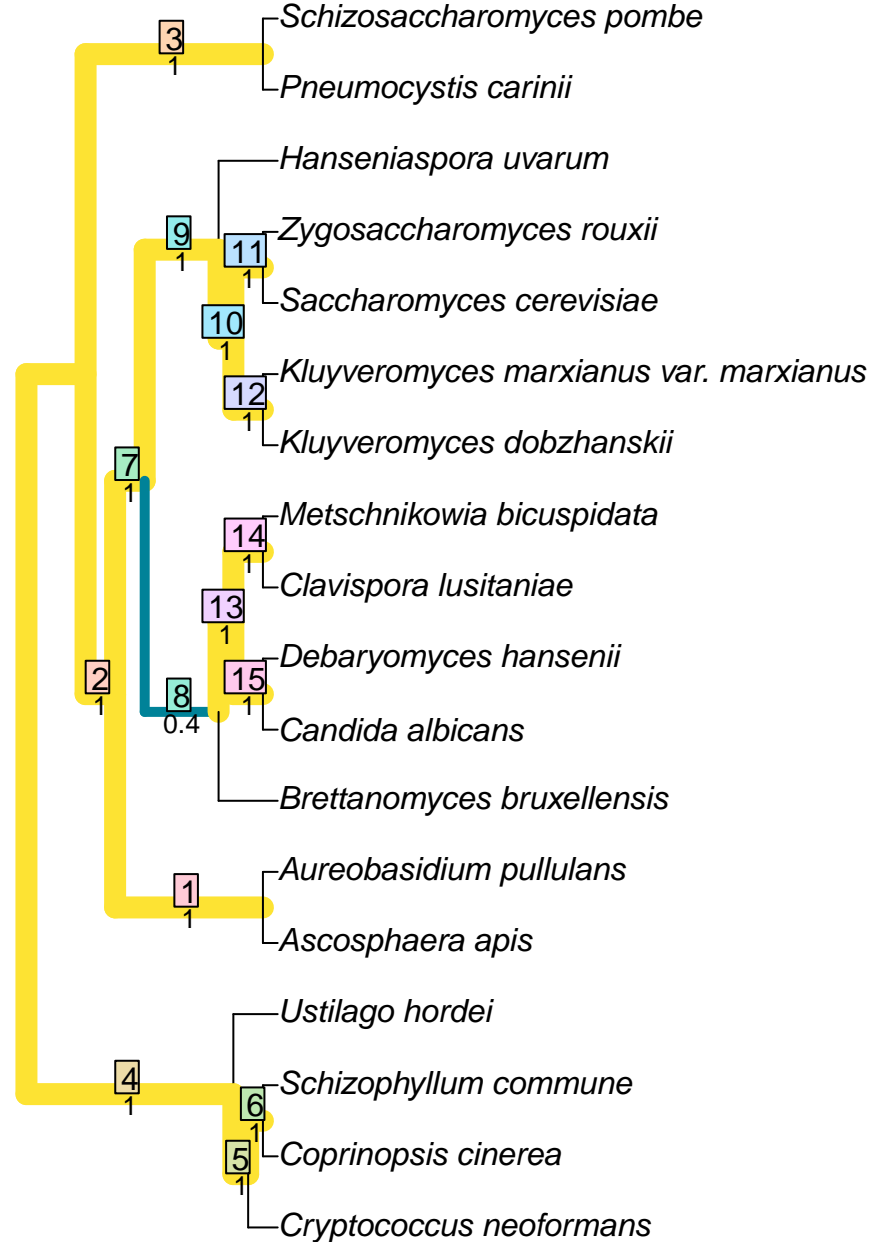 Schizosaccharomyces pombe
3
1
Pneumocystis carinii
Hanseniaspora uvarum
Zygosaccharomyces rouxii
9
1
11
1
Saccharomyces cerevisiae
10
1
Kluyveromyces marxianus var. marxianus
12
1
Kluyveromyces dobzhanskii
7
1
Metschnikowia bicuspidata
14
1
Clavispora lusitaniae
13
1
Debaryomyces hansenii
2
1
8
0.4
15
1
Candida albicans
Brettanomyces bruxellensis
Aureobasidium pullulans
1
1
Ascosphaera apis
Ustilago hordei
4
1
Schizophyllum commune
6
1
Coprinopsis cinerea
5
1
Cryptococcus neoformans